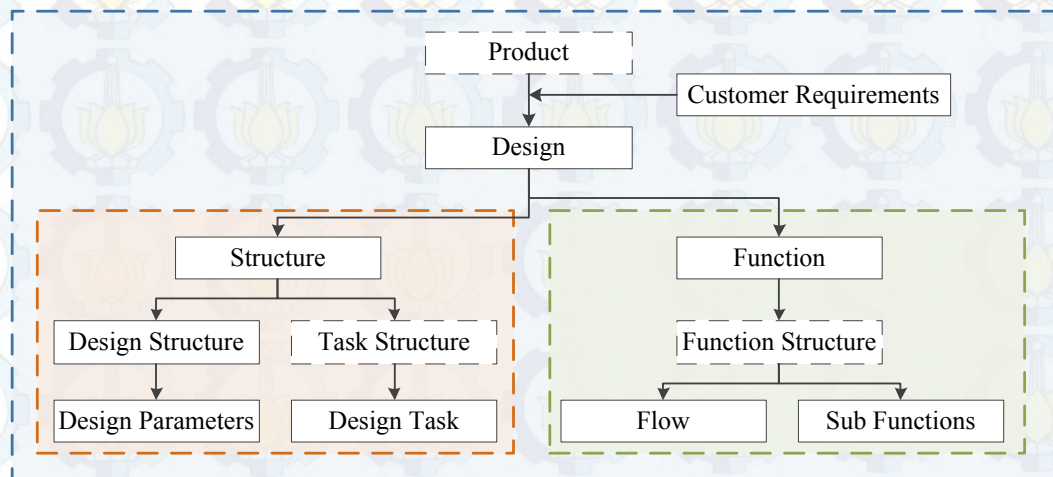 Product
Customer Requirements
Design
Structure
Function
Design Structure
Task Structure
Function Structure
Design Parameters
Design Task
Flow
Sub Functions